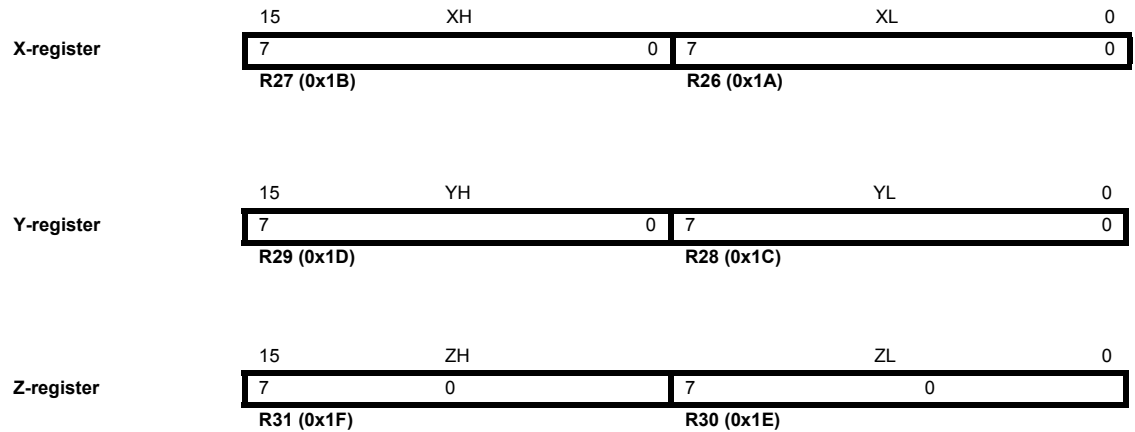 15 XH XL 0
X-register 7 0 7 0
R27 (0x1B) R26 (0x1A)
15 YH YL 0
Y-register 7 0 7 0
R29 (0x1D) R28 (0x1C)
15 ZH ZL 0
Z-register 7 0 7 0
R31 (0x1F) R30 (0x1E)